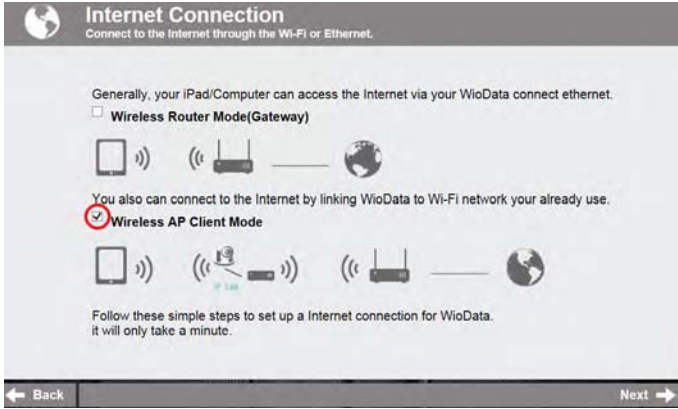 Internet Connection
Connect to the Internet through the Wi-Fi or Ethernet.
Generally, your iPad/Computer can access the Internet via your WioData connect ethernet.
Wireless Router Mode(Gateway)
You also can connect to the Internet by linking WioData to Wi-Fi network your already use.
Wireless AP Client Mode
Follow these simple steps to set up a Internet connection for WioData.
it will only take a minute.
Back
Next